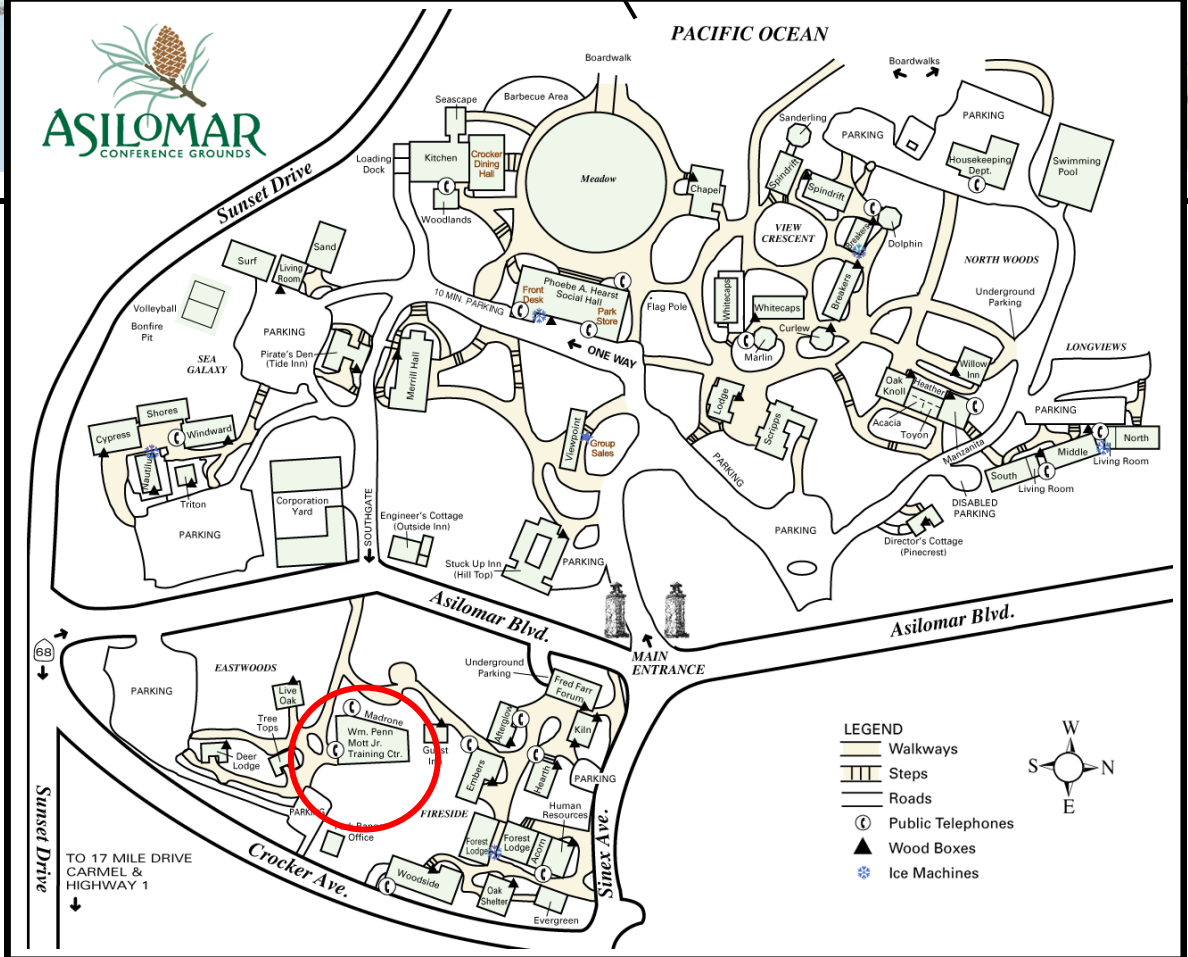 PACIFIC OCEAN
ASILOMAR
CONFERENCE GROUNDS
Boardwalk
Boardwalks
Seascape
Barbecue Area
Sanderling
PARKING
PARKING
Loading
Dock
Kitchen
Crocker
Dining
Hall
Meadow
Chapel
Spindrift
Spindrift
Housekeeping
Dept.
Swimming
Pool
Sunset Drive
Woodlands
VIEW
CRESCENT
Breakers
Dolphin
Sand
Surf
Living
Room
NORTH WOODS
Phoebe A. Hearst
Social Hall
Front
Desk
Park
Store
10 MIN. PARKING
Flag Pole
Whitecaps
Whitecaps
Breakers
Underground
Parking
Volleyball
Bonfire
Pit
PARKING
Curlew
Marlin
ONE WAY
SEA
GALAXY
Pirate's Den
(Tide Inn)
Merrill Hall
LONGVIEWS
Willow
Inn
Oak
Knoll
Heather
Lodge
Acacia
Toyon
Manzanita
PARKING
Shores
Cypress
Windward
Nautilus
Triton
Viewpoint
Group
Sales
Scripps
PARKING
North
Middle
South
Living Room
Living Room
Corporation
Yard
PARKING
SOUTHGATE
Engineer's Cottage
(Outside Inn)
Stuck Up Inn
(Hill Top)
PARKING
PARKING
DISABLED
PARKING
Director's Cottage
(Pinecrest)
Asilomar Blvd.
Asilomar Blvd.
MAIN
ENTRANCE
68
EASTWOODS
PARKING
Underground
Parking
Fred Farr
Forum
Live
Oak
Tree
Tops
Madrone
Wm. Penn
Mott Jr.
Training Ctr.
Afterglow
Kiln
Deer
Lodge
Guest
Inn
Embers
Hearth
PARKING
PARKING
FIRESIDE
Human
Resources
Office
Forest
Lodge
Forest
Lodge
Acorn
Woodside
Oak
Shelter
Evergreen
Sinex Ave.
Crocker Ave.
Sunset Drive
TO 17 MILE DRIVE
CARMEL &
HIGHWAY 1
LEGEND
Walkways
Steps
Roads
Public Telephones
Wood Boxes
Ice Machines
W
S
N
E